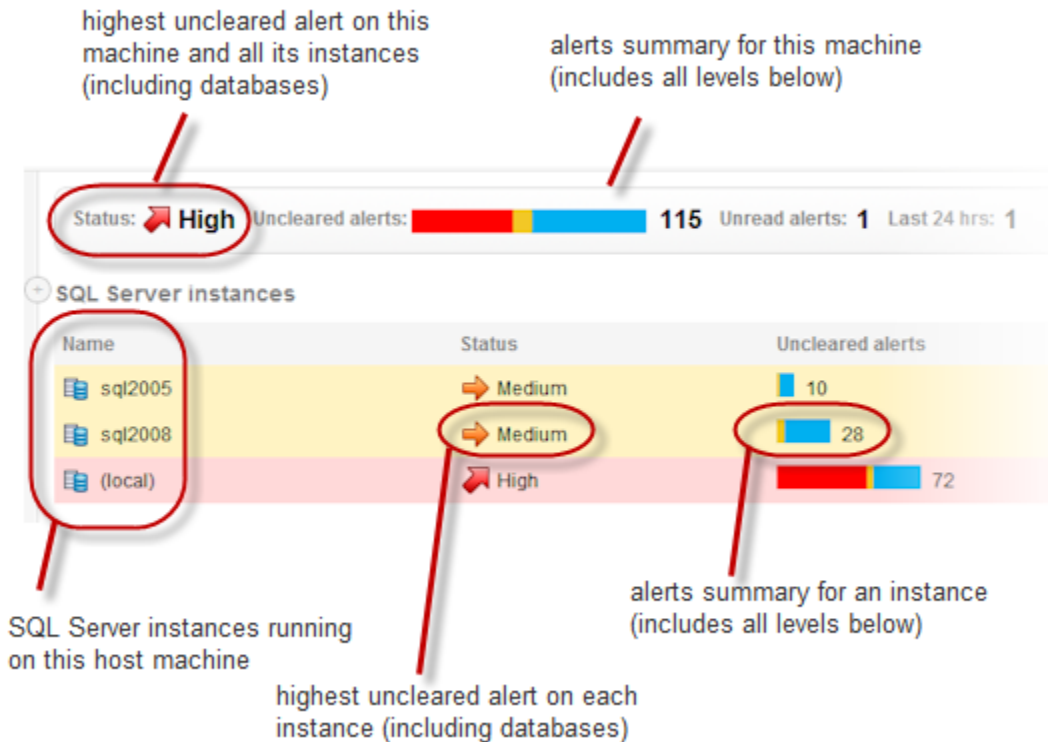 highest uncleared alert on this
machine and all its instances
(including databases)
alerts summary for this machine
(includes all levels below)
Status: High Uncleared alerts: 115 Unread alerts: 1 Last 24 hrs: 1
SQL Server instances
Name Status Uncleared alerts
sql2005 Medium 10
sql2008 Medium 28
(local) High 72
SQL Server instances running
on this host machine
alerts summary for an instance
(includes all levels below)
highest uncleared alert on each
instance (including databases)